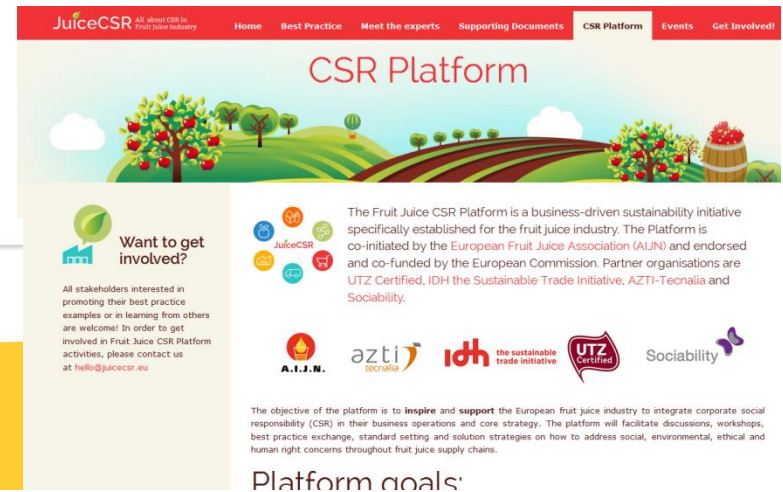 JuiceCSR All about CSR in Fruit Juice industry
Home Best Practice Meet the experts Supporting Documents CSR Platform Events Get Involved!
CSR Platform
Want to get
involved?
All stakeholders interested in
promoting their best practice
examples or in learning from others
are welcome! In order to get
involved in Fruit Juice CSR Platform
activities, please contact us
at hello@juicecsr.eu
JuiceCSR
The Fruit Juice CSR Platform is a business-driven sustainability initiative
specifically established for the fruit juice industry. The Platform is
co-initiated by the European Fruit Juice Association (AIJN) and endorsed
and co-funded by the European Commission. Partner organisations are
UTZ Certified, IDH the Sustainable Trade Initiative, AZTI-Tecnalia and
Sociability.
A.I.J.N.
azti
tecnalia
idh the sustainable
trade initiative
UTZ
Certified
Sociability
The objective of the platform is to inspire and support the European fruit juice industry to integrate corporate social
responsibility (CSR) in their business operations and core strategy. The platform will facilitate discussions, workshops,
best practice exchange, standard setting and solution strategies on how to address social, environmental, ethical and
human right concerns throughout fruit juice supply chains.
Platform goals: